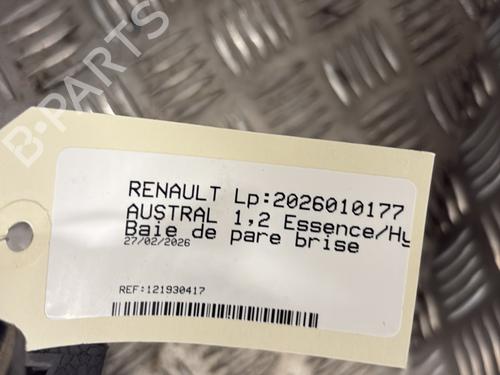 B-PARTS
RENAULT Lp:2026010177
AUSTRAL 1,2 Essence/Hy
Baie de pare brise
27/02/2026
REF:121930417